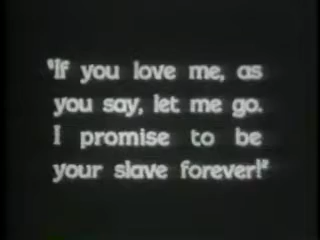 "If you love me, as
you say, let me go.
I promise to be
your slave forever!"